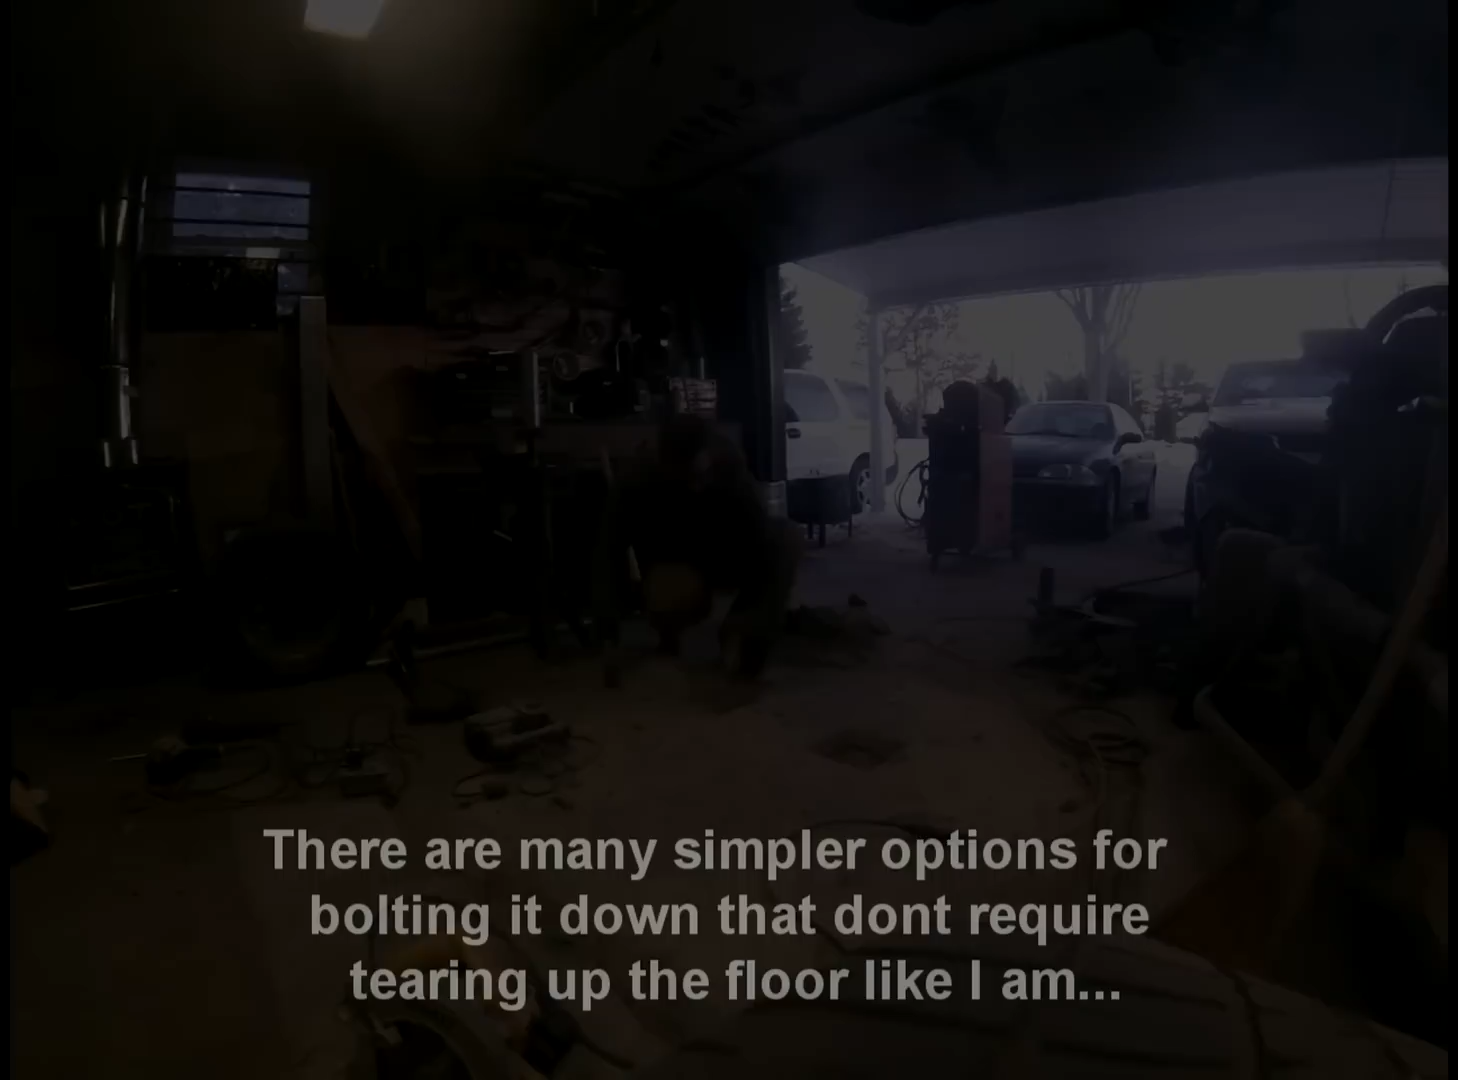 There are many simpler options for
bolting it down that dont require
tearing up the floor like I am...